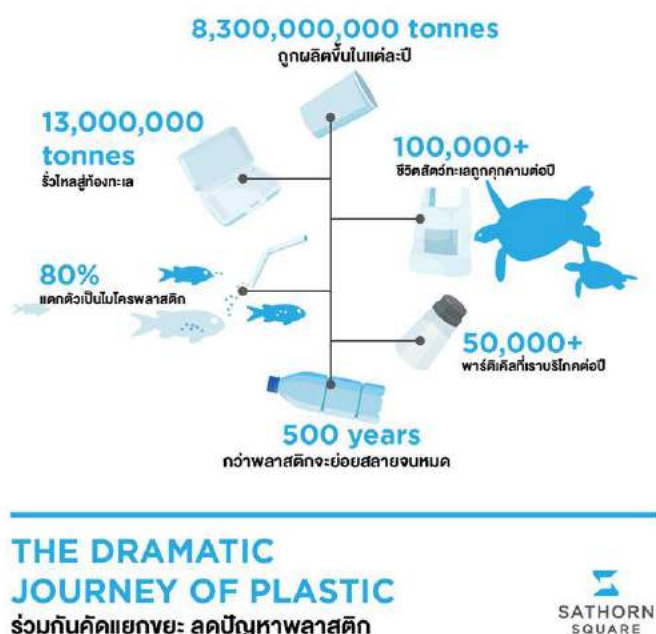 8,300,000,000 tonnes
ถูกผลิตขึ้นในแต่ละปี
13,000,000
tonnes
รั่วไหลสู่ท้องทะเล
100,000+
ชีวิตสัตว์ทะเลถูกคุกคามต่อปี
80%
แตกตัวเป็นไมโครพลาสติก
50,000+
พาร์ติเคิลที่เราบริโภคต่อปี
500 years
กว่าพลาสติกจะย่อยสลายจนหมด
THE DRAMATIC
JOURNEY OF PLASTIC
ร่วมกันคัดแยกขยะ ลดปัญหาพลาสติก
SATHORN
SQUARE